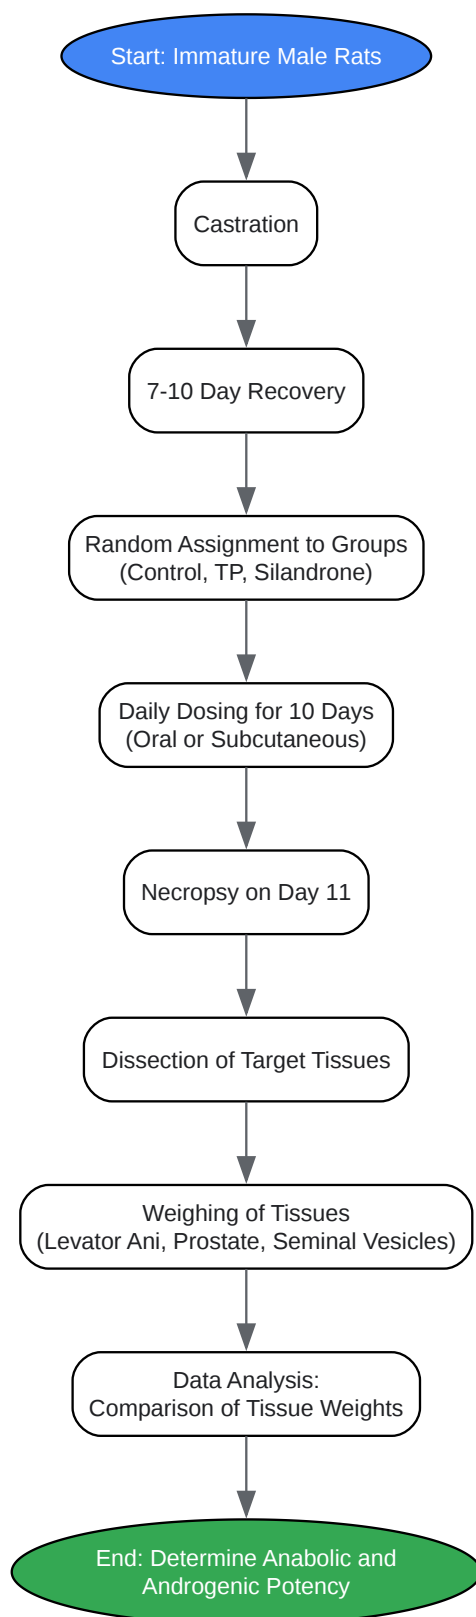 Start: Immature Male Rats
Castration
7-10 Day Recovery
Random Assignment to Groups
(Control, TP, Silandrone)
Daily Dosing for 10 Days
(Oral or Subcutaneous)
Necropsy on Day 11
Dissection of Target Tissues
Weighing of Tissues
(Levator Ani, Prostate, Seminal Vesicles)
Data Analysis:
Comparison of Tissue Weights
End: Determine Anabolic and
Androgenic Potency